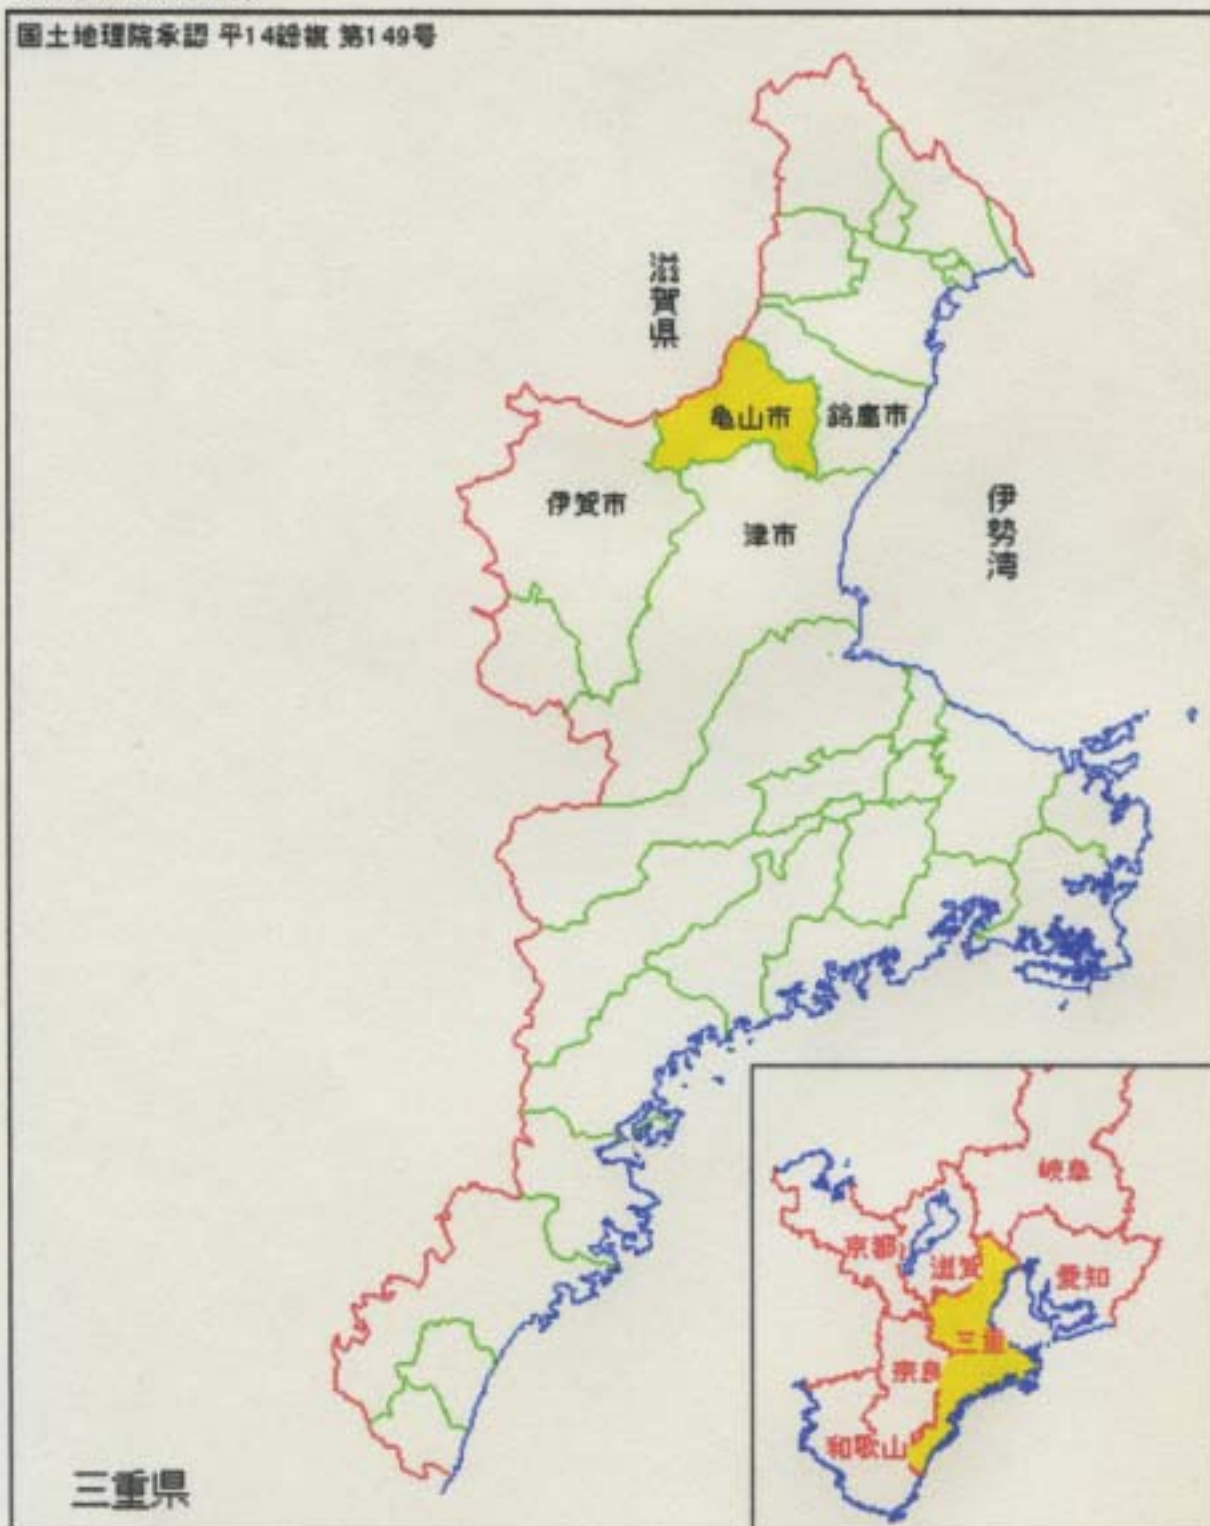 国土地理院承認 平14総複 第149号
滋賀県
亀山市
鈴鹿市
伊賀市
津市
伊勢湾
岐阜
京都
滋賀
愛知
三重
奈良
和歌山
三重県